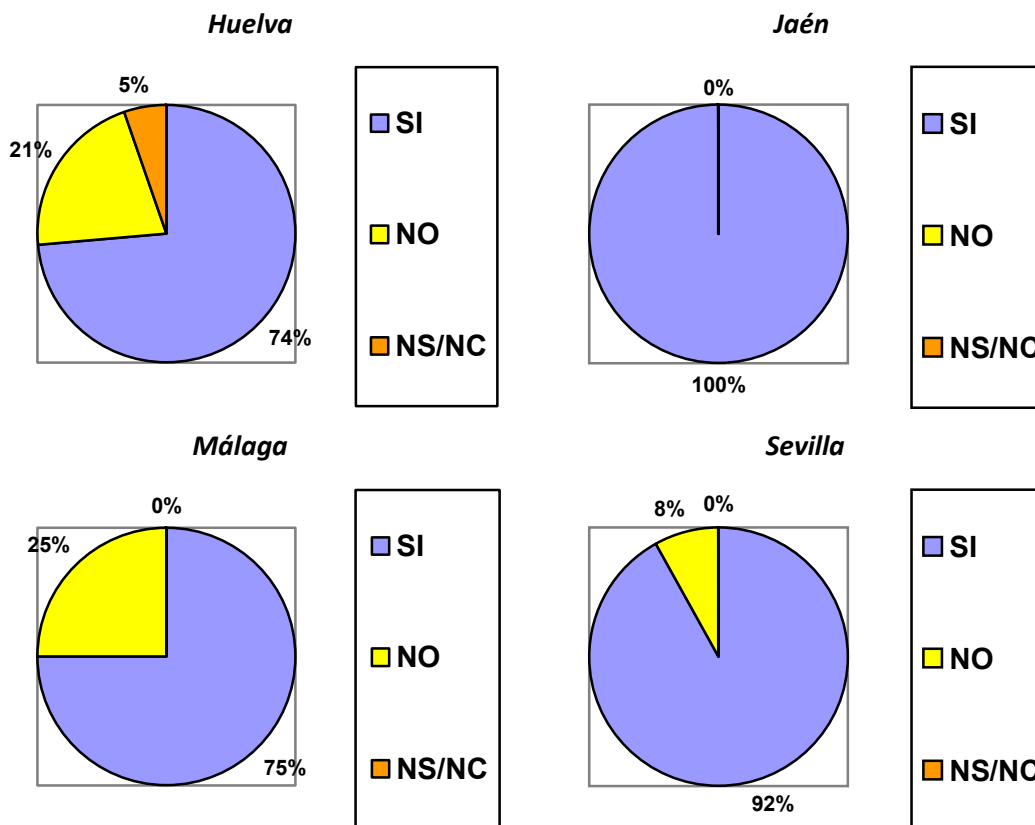 Huelva
5%
21%
74%
SI
NO
NS/NC
Jaén
0%
100%
SI
NO
NS/NC
Málaga
0%
25%
75%
SI
NO
NS/NC
Sevilla
8%
0%
92%
SI
NO
NS/NC